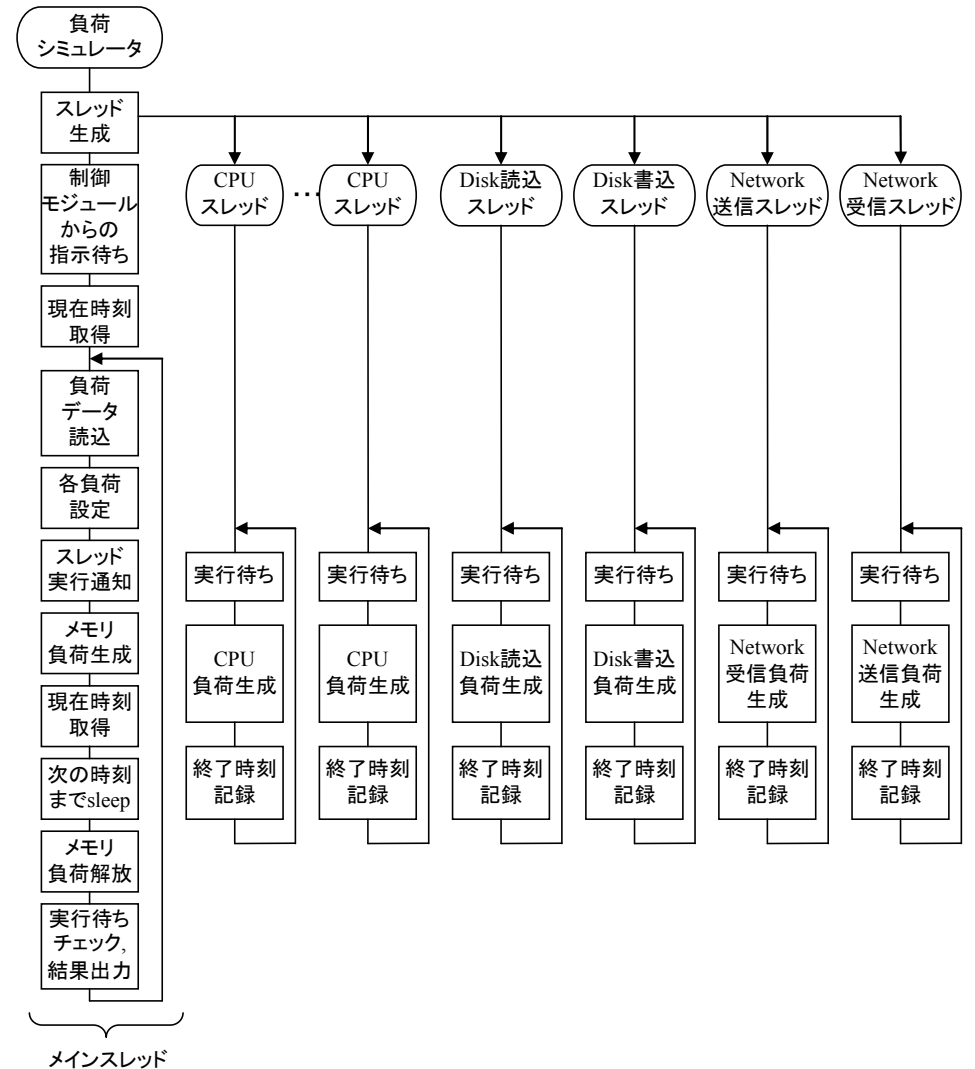 負荷
シミュレータ
スレッド
生成
制御
モジュール
からの
指示待ち
現在時刻
取得
負荷
データ
読込
各負荷
設定
スレッド
実行通知
メモリ
負荷生成
現在時刻
取得
次の時刻
までsleep
メモリ
負荷解放
実行待ち
チェック,
結果出力
メインスレッド
CPU
スレッド
実行待ち
CPU
負荷生成
終了時刻
記録
...
CPU
スレッド
実行待ち
CPU
負荷生成
終了時刻
記録
Disk読込
スレッド
実行待ち
Disk読込
負荷生成
終了時刻
記録
Disk書込
スレッド
実行待ち
Disk書込
負荷生成
終了時刻
記録
Network
送信スレッド
実行待ち
Network
受信負荷
生成
終了時刻
記録
Network
受信スレッド
実行待ち
Network
送信負荷
生成
終了時刻
記録